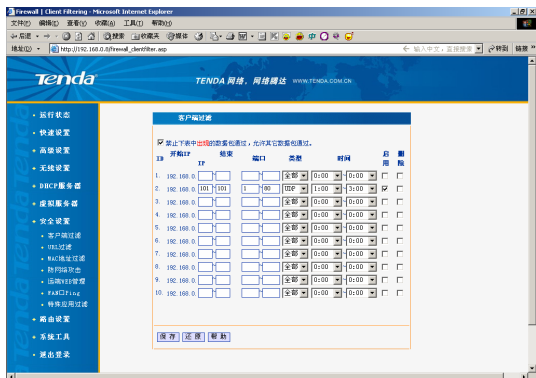 Firewall | Client Filtering - Microsoft Internet Explorer
文件(F) 编辑(E) 查看(V) 收藏(A) 工具(T) 帮助(H)
后退 搜索 收藏夹 媒体
地址(D) http://192.168.0.8/firewall_clientfilter.asp 输入中文,直接搜索 转到 链接 »
Tenda TENDA 网络,网络腾达 WWW.TENDA.COM.CN
运行状态
快速设置
高级设置
无线设置
DHCP服务器
虚拟服务器
安全设置
客户端过滤
URL过滤
MAC地址过滤
防网络攻击
远端WEB管理
WAN口Ping
特殊应用过滤
路由设置
系统工具
退出登录
客户端过滤
禁止下表中出现的数据包通过,允许其它数据包通过。
ID 开始IP 结束IP 端口 类型 时间 启用 删除
1. 192.168.0. ~ ~ 全部 0:00 ~ 0:00
2. 192.168.0. 101 ~ 101 1 ~ 80 UDP 1:00 ~ 3:00
3. 192.168.0. ~ ~ 全部 0:00 ~ 0:00
4. 192.168.0. ~ ~ 全部 0:00 ~ 0:00
5. 192.168.0. ~ ~ 全部 0:00 ~ 0:00
6. 192.168.0. ~ ~ 全部 0:00 ~ 0:00
7. 192.168.0. ~ ~ 全部 0:00 ~ 0:00
8. 192.168.0. ~ ~ 全部 0:00 ~ 0:00
9. 192.168.0. ~ ~ 全部 0:00 ~ 0:00
10. 192.168.0. ~ ~ 全部 0:00 ~ 0:00
保存 还原 帮助